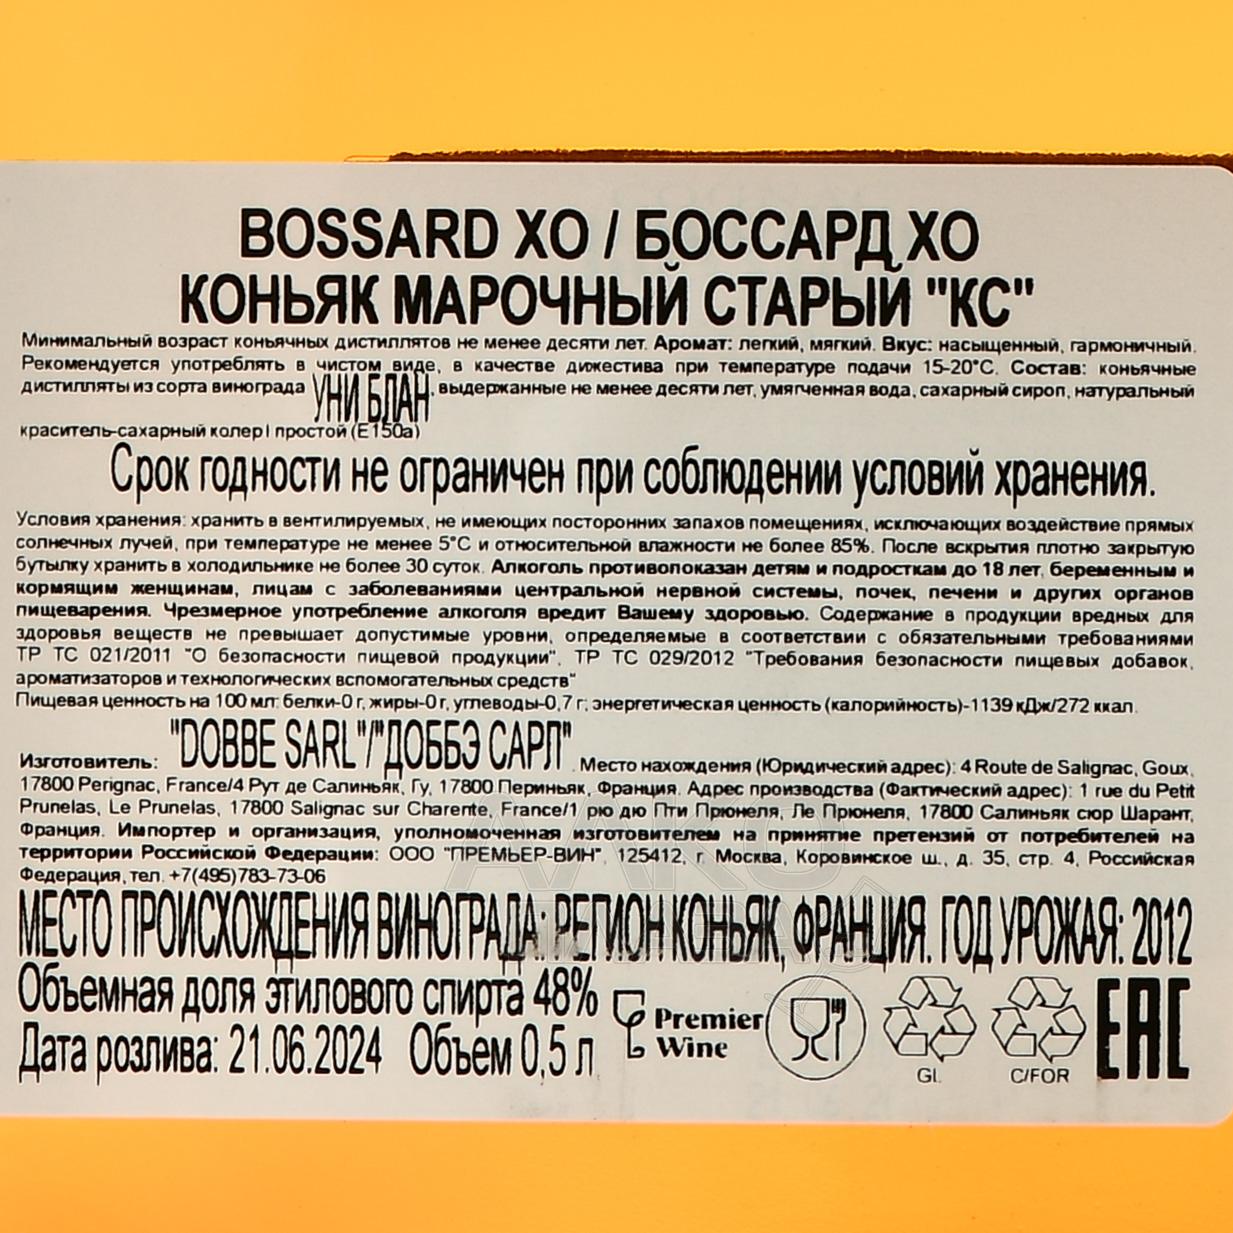 BOSSARD XO / БОССАРД ХО
КОНЬЯК МАРОЧНЫЙ СТАРЫЙ "КС"
Минимальный возраст коньячных дистиллятов не менее десяти лет. Аромат: легкий, мягкий. Вкус: насыщенный, гармоничный.
Рекомендуется употреблять в чистом виде, в качестве дижестива при температуре подачи 15-20°С. Состав: коньячные
дистилляты из сорта винограда УНИ БЛАН, выдержанные не менее десяти лет, умягченная вода, сахарный сироп, натуральный
краситель-сахарный колер I простой (Е150а)
Срок годности не ограничен при соблюдении условий хранения.
Условия хранения: хранить в вентилируемых, не имеющих посторонних запахов помещениях, исключающих воздействие прямых
солнечных лучей, при температуре не менее 5°С и относительной влажности не более 85%. После вскрытия плотно закрытую
бутылку хранить в холодильнике не более 30 суток. Алкоголь противопоказан детям и подросткам до 18 лет, беременным и
кормящим женщинам, лицам с заболеваниями центральной нервной системы, почек, печени и других органов
пищеварения. Чрезмерное употребление алкоголя вредит Вашему здоровью. Содержание в продукции вредных для
здоровья веществ не превышает допустимые уровни, определяемые в соответствии с обязательными требованиями
ТР ТС 021/2011 "О безопасности пищевой продукции", ТР ТС 029/2012 "Требования безопасности пищевых добавок,
ароматизаторов и технологических вспомогательных средств"
Пищевая ценность на 100 мл: белки-0 г, жиры-0 г, углеводы-0,7 г; энергетическая ценность (калорийность)-1139 кДж/272 ккал.
Изготовитель: "DOBBE SARL"/"ДОББЭ САРЛ". Место нахождения (Юридический адрес): 4 Route de Salignac, Goux,
17800 Perignac, France/4 Рут де Салиньяк, Гу, 17800 Периньяк, Франция. Адрес производства (Фактический адрес): 1 rue du Petit
Prunelas, Le Prunelas, 17800 Salignac sur Charente, France/1 рю дю Пти Прюнеля, Ле Прюнеля, 17800 Салиньяк сюр Шарант,
Франция. Импортер и организация, уполномоченная изготовителем на принятие претензий от потребителей на
территории Российской Федерации: ООО "ПРЕМЬЕР-ВИН", 125412, г. Москва, Коровинское ш., д. 35, стр. 4, Российская
Федерация, тел. +7(495)783-73-06
МЕСТО ПРОИСХОЖДЕНИЯ ВИНОГРАДА: РЕГИОН КОНЬЯК, ФРАНЦИЯ. ГОД УРОЖАЯ: 2012
Объемная доля этилового спирта 48%
Дата розлива: 21.06.2024 Объем 0,5 л
Premier
Wine
GL
C/FOR
EAC